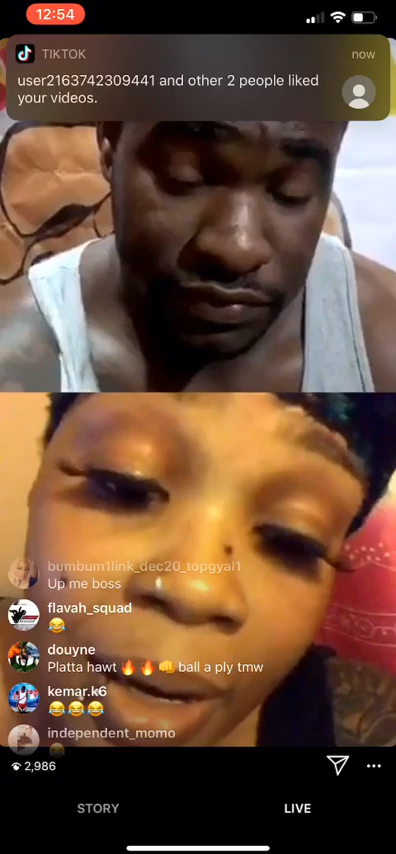 12:54
TIKTOK
now
user2163742309441 and other 2 people liked
your videos.
bumbum1link_dec20_topgyal1
Up me boss
flavah_squad
😂
douyne
Platta hawt🔥🔥👊ball a ply tmw
kemar.k6
😂😂😂
independent_momo
😂
2,986
STORY
LIVE